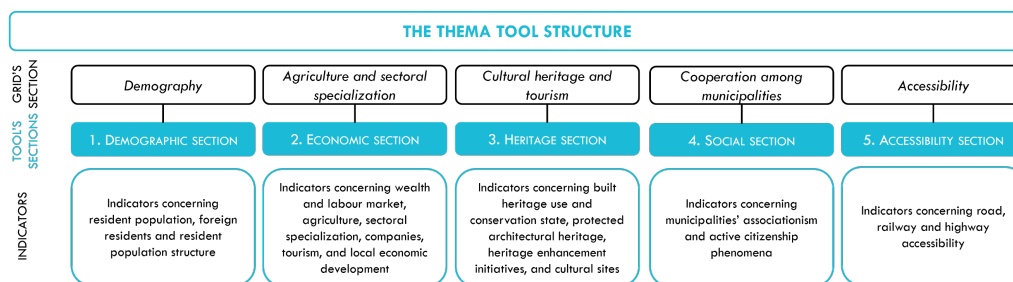 THE THEMA TOOL STRUCTURE
GRID'S
SECTION
Demography
Agriculture and sectoral
specialization
Cultural heritage and
tourism
Cooperation among
municipalities
Accessibility
TOOL'S
SECTIONS
1. DEMOGRAPHIC SECTION
2. ECONOMIC SECTION
3. HERITAGE SECTION
4. SOCIAL SECTION
5. ACCESSIBILITY SECTION
INDICATORS
Indicators concerning
resident population, foreign
residents and resident
population structure
Indicators concerning wealth
and labour market,
agriculture, sectoral
specialization, companies,
tourism, and local economic
development
Indicators concerning built
heritage use and
conservation state, protected
architectural heritage,
heritage enhancement
initiatives, and cultural sites
Indicators concerning
municipalities' associationism
and active citizenship
phenomena
Indicators concerning road,
railway and highway
accessibility